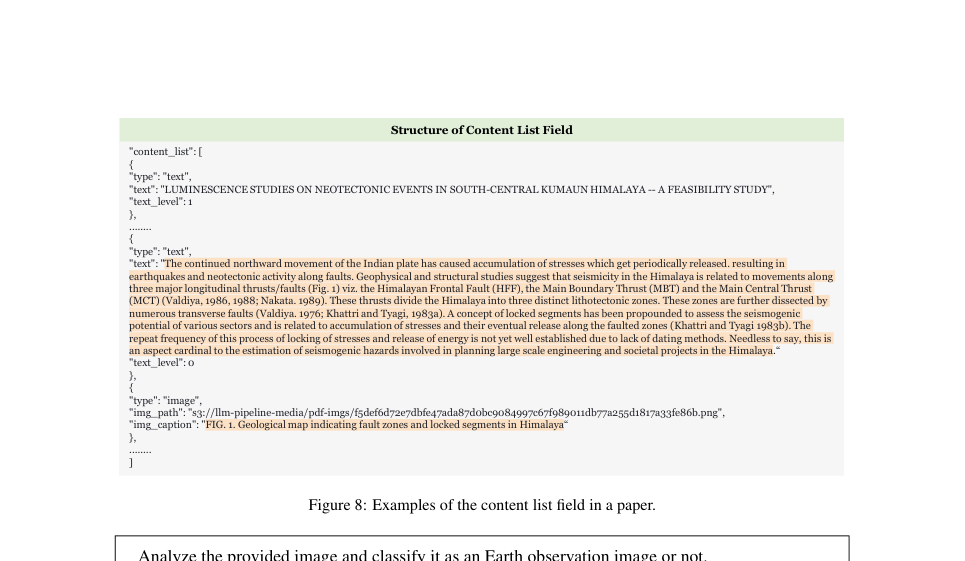 Structure of Content List Field
"content_list": [
{
"type": "text",
"text": "LUMINESCENCE STUDIES ON NEOTECTONIC EVENTS IN SOUTH-CENTRAL KUMAUN HIMALAYA -- A FEASIBILITY STUDY",
"text_level": 1
},
........
{
"type": "text",
"text": "The continued northward movement of the Indian plate has caused accumulation of stresses which get periodically released. resulting in
earthquakes and neotectonic activity along faults. Geophysical and structural studies suggest that seismicity in the Himalaya is related to movements along
three major longitudinal thrusts/faults (Fig. 1) viz. the Himalayan Frontal Fault (HFF), the Main Boundary Thrust (MBT) and the Main Central Thrust
(MCT) (Valdiya, 1986, 1988; Nakata. 1989). These thrusts divide the Himalaya into three distinct lithotectonic zones. These zones are further dissected by
numerous transverse faults (Valdiya. 1976; Khattri and Tyagi, 1983a). A concept of locked segments has been propounded to assess the seismogenic
potential of various sectors and is related to accumulation of stresses and their eventual release along the faulted zones (Khattri and Tyagi 1983b). The
repeat frequency of this process of locking of stresses and release of energy is not yet well established due to lack of dating methods. Needless to say, this is
an aspect cardinal to the estimation of seismogenic hazards involved in planning large scale engineering and societal projects in the Himalaya.“
"text_level": 0
},
{
"type": "image",
"img_path": "s3://llm-pipeline-media/pdf-imgs/f5def6d72e7dbfe47ada87d0bc9084997c67f989011db77a255d1817a33fe86b.png",
"img_caption": "FIG. 1. Geological map indicating fault zones and locked segments in Himalaya“
},
........
]
Figure 8: Examples of the content list field in a paper.
Analyze the provided image and classify it as an Earth observation image or not.